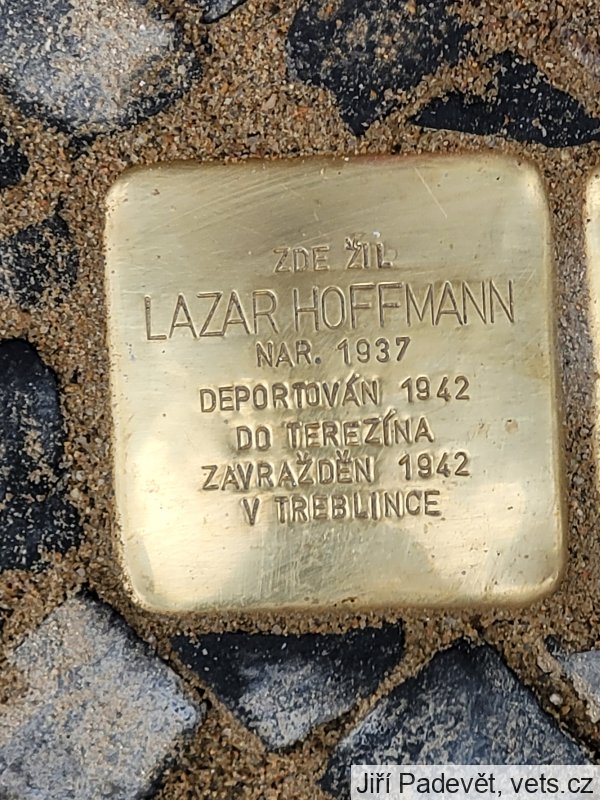 ZDE ŽIL
LAZAR HOFFMANN
NAR. 1937
DEPORTOVÁN 1942
DO TEREZÍNA
ZAVRAŽDĚN 1942
V TREBLINCE
Jiří Padevět, vets.cz